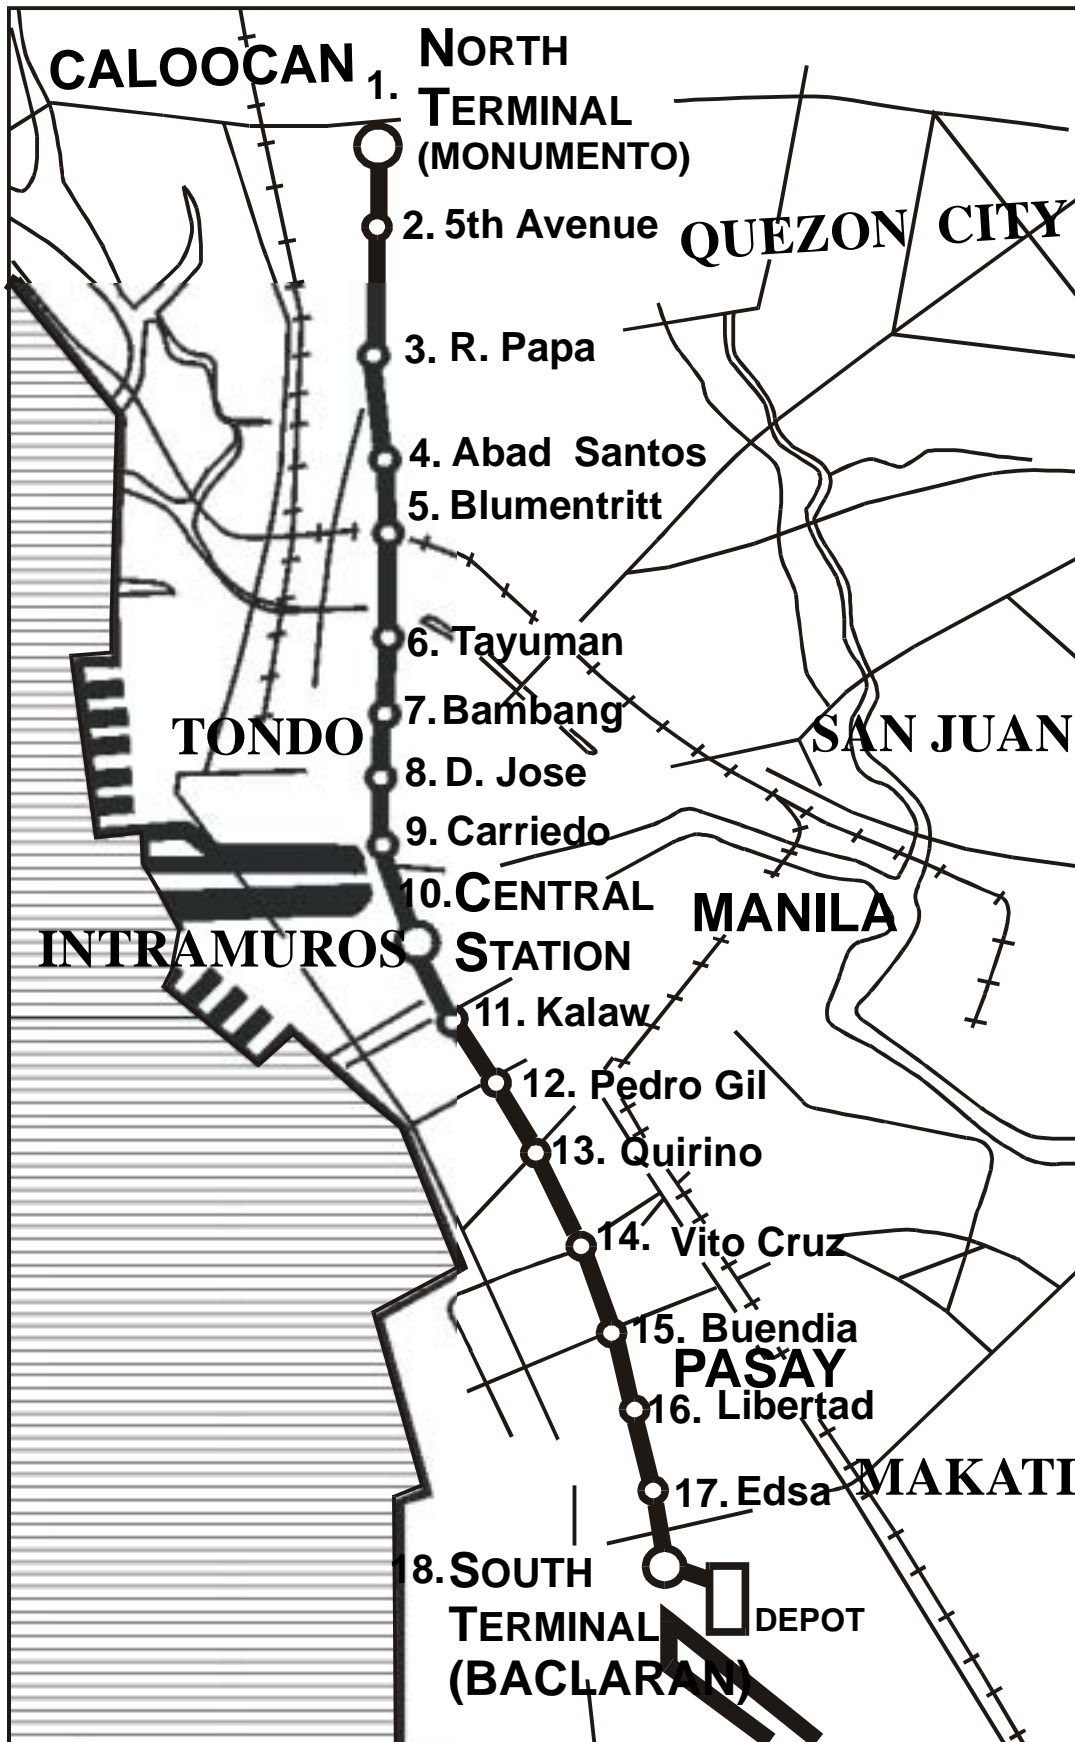 CALOOCAN
1. NORTH
TERMINAL
(MONUMENTO)
2. 5th Avenue
QUEZON CITY
3. R. Papa
4. Abad Santos
5. Blumentritt
6. Tayuman
7. Bambang
TONDO
SAN JUAN
8. D. Jose
9. Carriedo
10. CENTRAL
STATION
MANILA
INTRAMUROS
11. Kalaw
12. Pedro Gil
13. Quirino
14. Vito Cruz
15. Buendia
PASAY
16. Libertad
MAKATI
17. Edsa
18. SOUTH
TERMINAL
(BACLARAN)
DEPOT